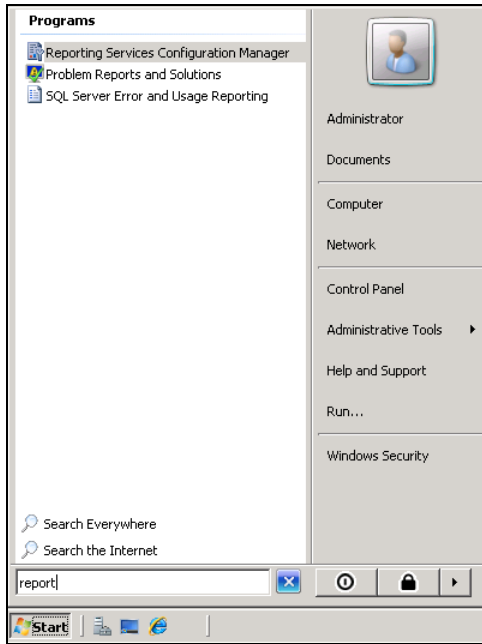 Programs
Reporting Services Configuration Manager
Problem Reports and Solutions
SQL Server Error and Usage Reporting
Search Everywhere
Search the Internet
report
Administrator
Documents
Computer
Network
Control Panel
Administrative Tools
Help and Support
Run...
Windows Security
Start